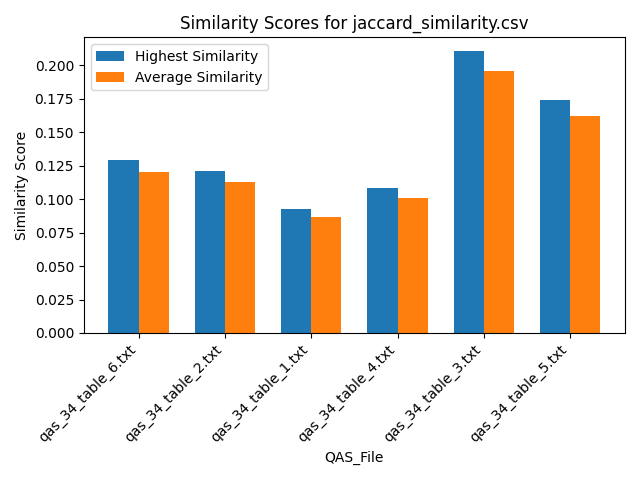 Similarity Scores for jaccard_similarity.csv
Highest Similarity
Average Similarity
Similarity Score
0.200
0.175
0.150
0.125
0.100
0.075
0.050
0.025
0.000
qas_34_table_6.txt
qas_34_table_2.txt
qas_34_table_1.txt
qas_34_table_4.txt
qas_34_table_3.txt
qas_34_table_5.txt
QAS_File